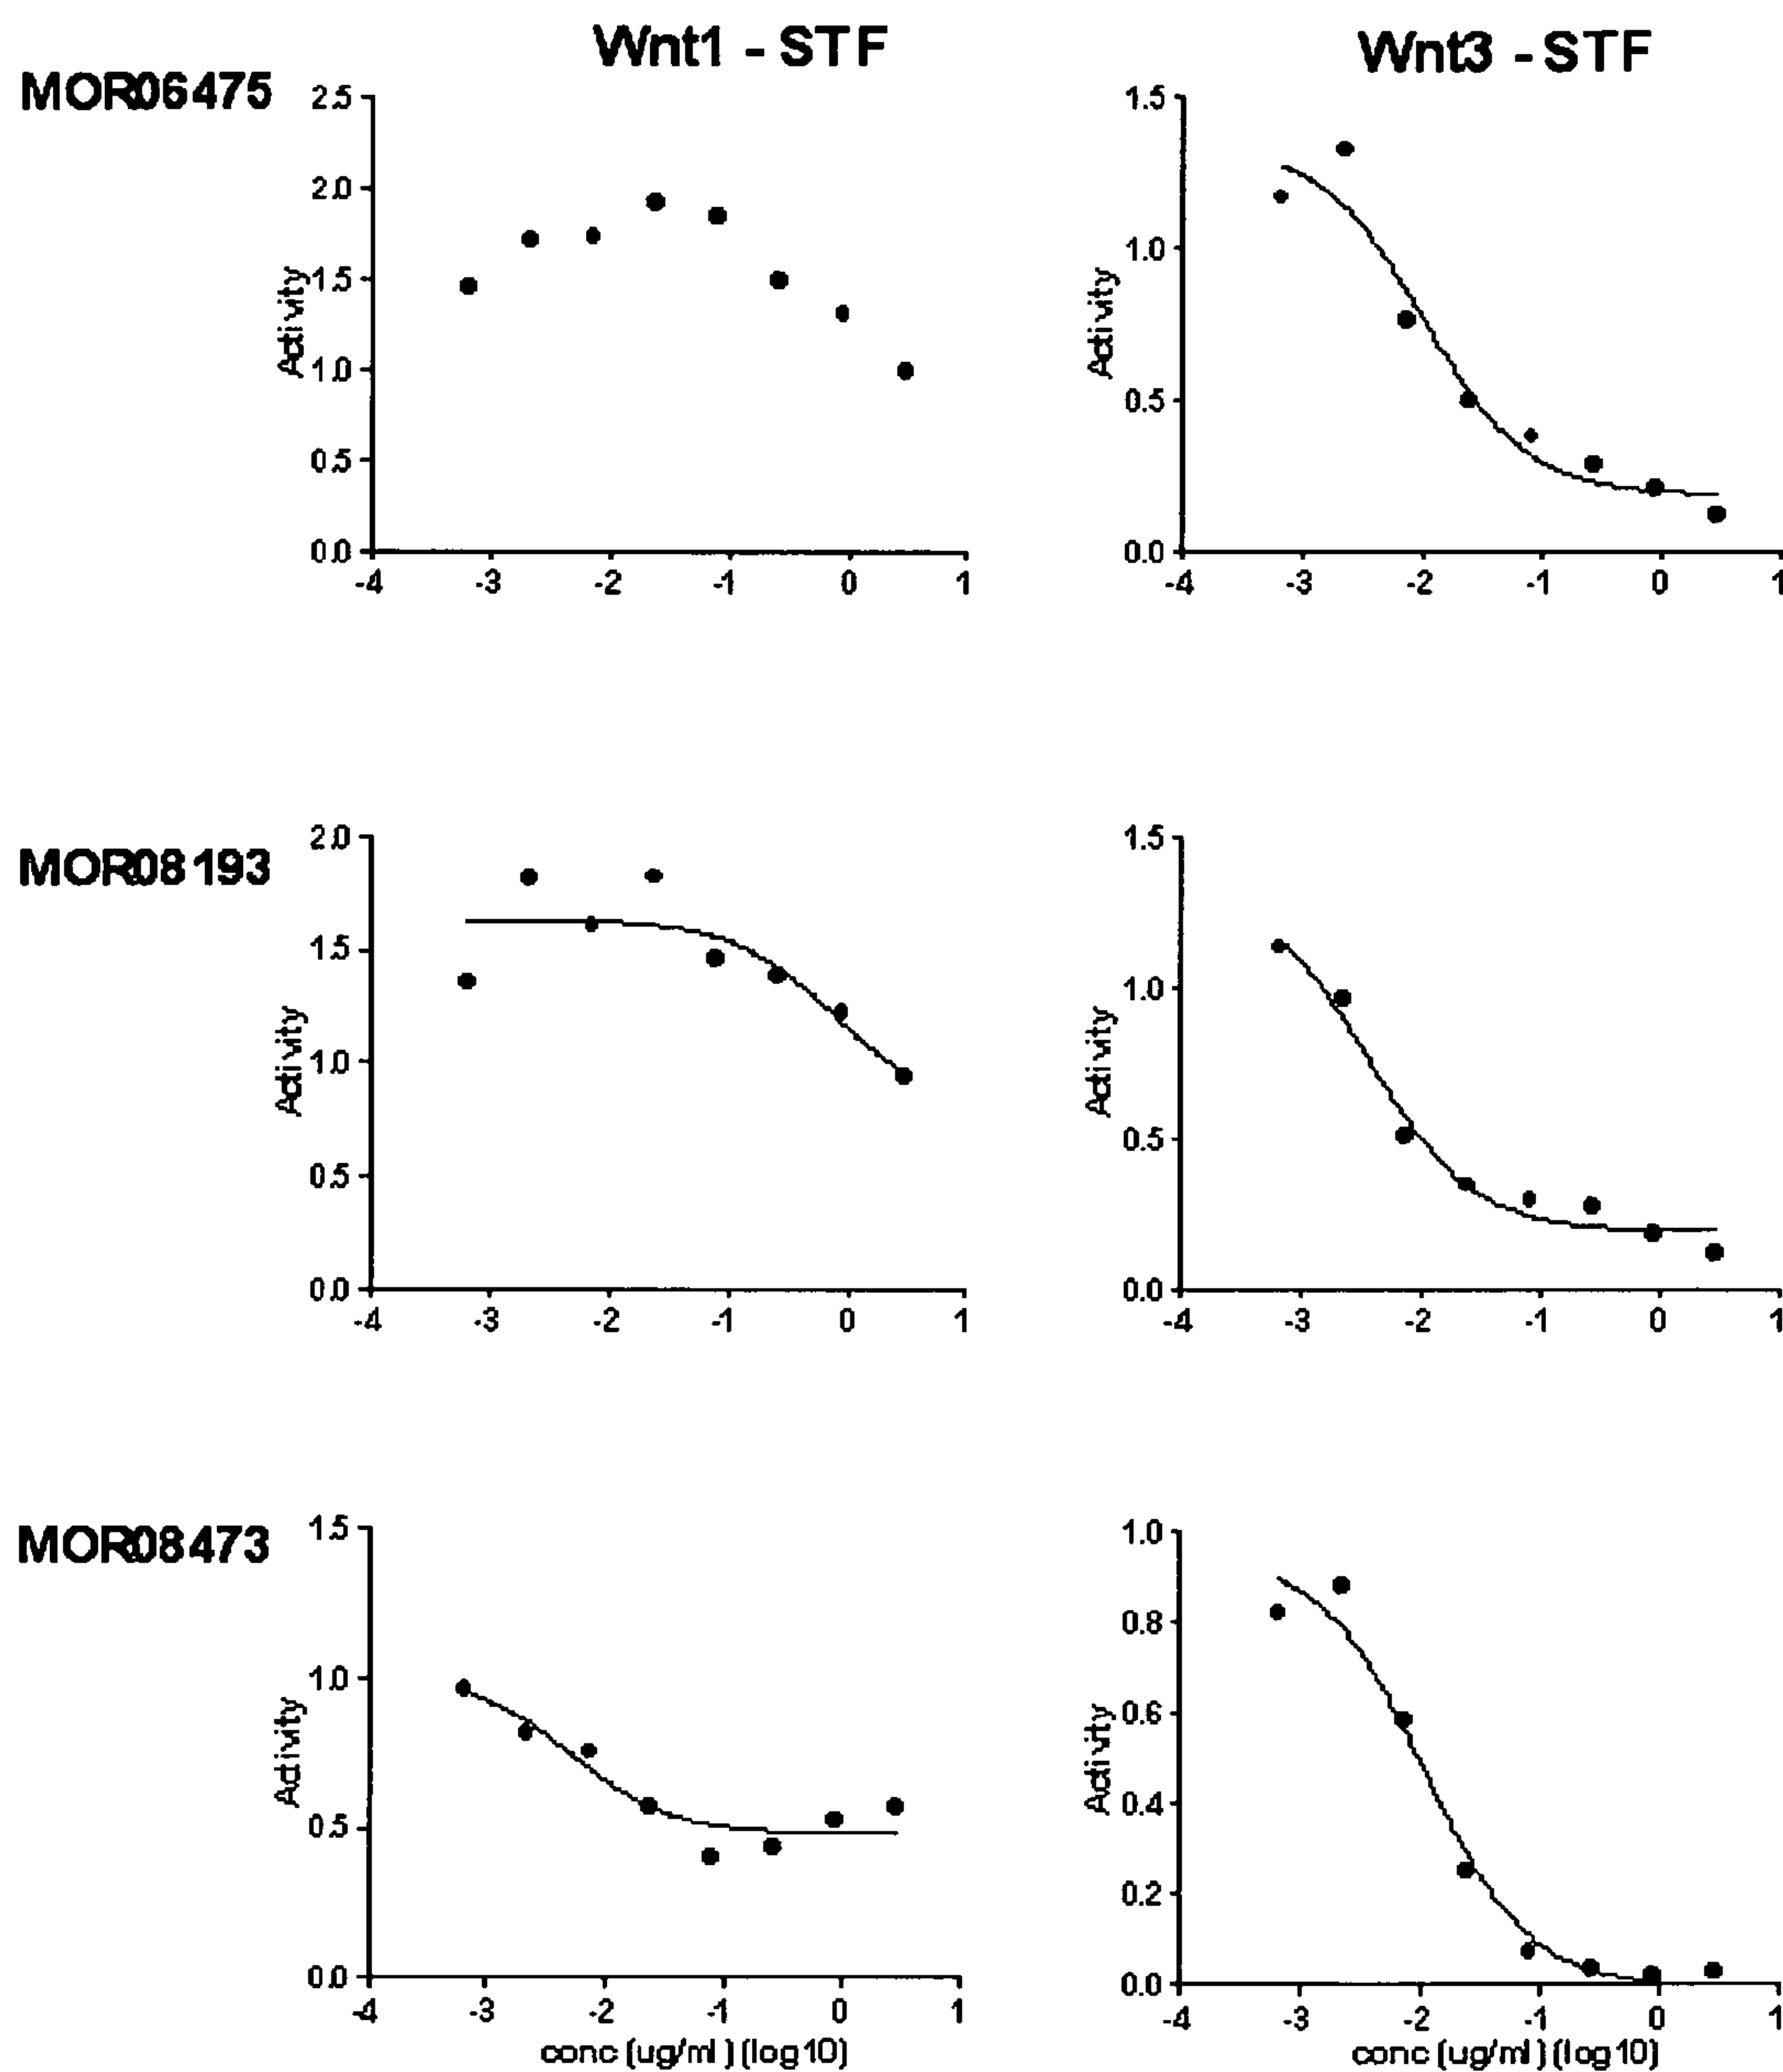 Wnt1 - STF
Wnt3 - STF
MOR06475
2.5
2.0
1.5
1.0
0.5
0.0
Activity
-4 -3 -2 -1 0 1
1.5
1.0
0.5
0.0
Activity
-4 -3 -2 -1 0 1
MOR08193
2.0
1.5
1.0
0.5
0.0
Activity
-4 -3 -2 -1 0 1
1.5
1.0
0.5
0.0
Activity
-4 -3 -2 -1 0 1
MOR08473
1.5
1.0
0.5
0.0
Activity
-4 -3 -2 -1 0 1
conc [ug/ml] (log10)
1.0
0.8
0.6
0.4
0.2
0.0
Activity
-4 -3 -2 -1 0 1
conc [ug/ml] (log10)